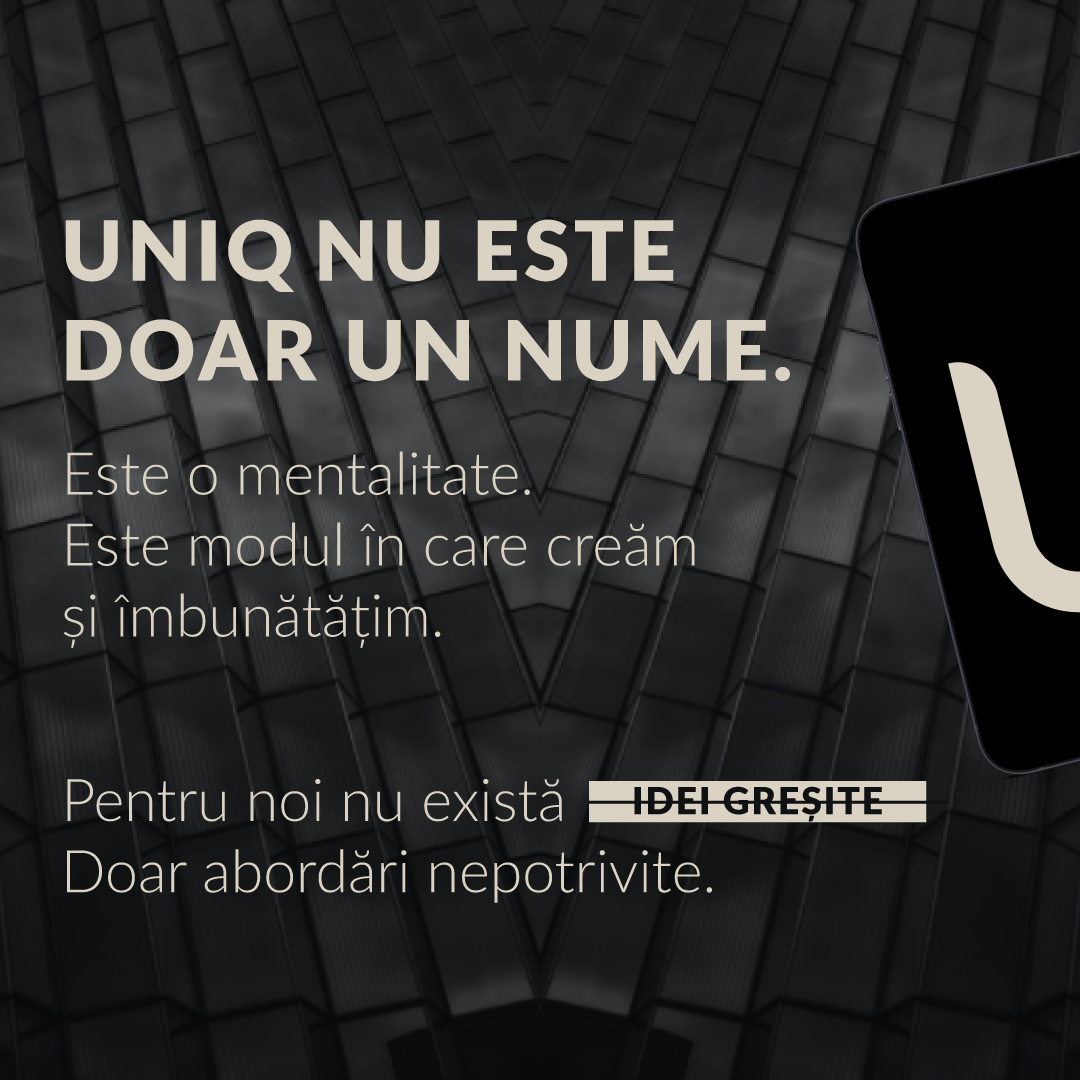 UNIQ NU ESTE
DOAR UN NUME.
Este o mentalitate.
Este modul în care creăm
și îmbunătățim.
Pentru noi nu există IDEI GREȘITE
Doar abordări nepotrivite.